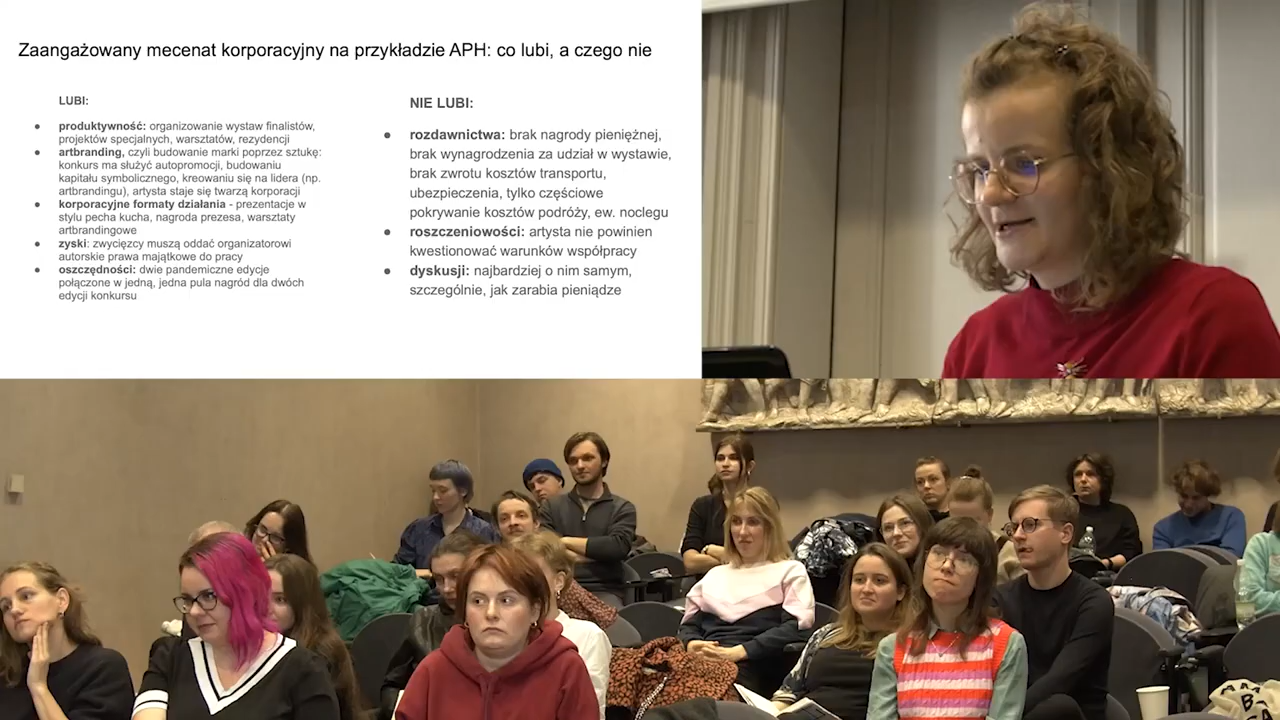 Zaangażowany mecenat korporacyjny na przykładzie APH: co lubi, a czego nie
LUBI:
● produktywność: organizowanie wystaw finalistów,
projektów specjalnych, warsztatów, rezydencji
● artbranding, czyli budowanie marki poprzez sztukę:
konkurs ma służyć autopromocji, budowaniu
kapitału symbolicznego, kreowaniu się na lidera (np.
artbrandingu), artysta staje się twarzą korporacji
● korporacyjne formaty działania - prezentacje w
stylu pecha kucha, nagroda prezesa, warsztaty
artbrandingowe
● zyski: zwycięzcy muszą oddać organizatorowi
autorskie prawa majątkowe do pracy
● oszczędności: dwie pandemiczne edycje
połączone w jedną, jedna pula nagród dla dwóch
edycji konkursu
NIE LUBI:
● rozdawnictwa: brak nagrody pieniężnej,
brak wynagrodzenia za udział w wystawie,
brak zwrotu kosztów transportu,
ubezpieczenia, tylko częściowe
pokrywanie kosztów podróży, ew. noclegu
● roszczeniowości: artysta nie powinien
kwestionować warunków współpracy
● dyskusji: najbardziej o nim samym,
szczególnie, jak zarabia pieniądze